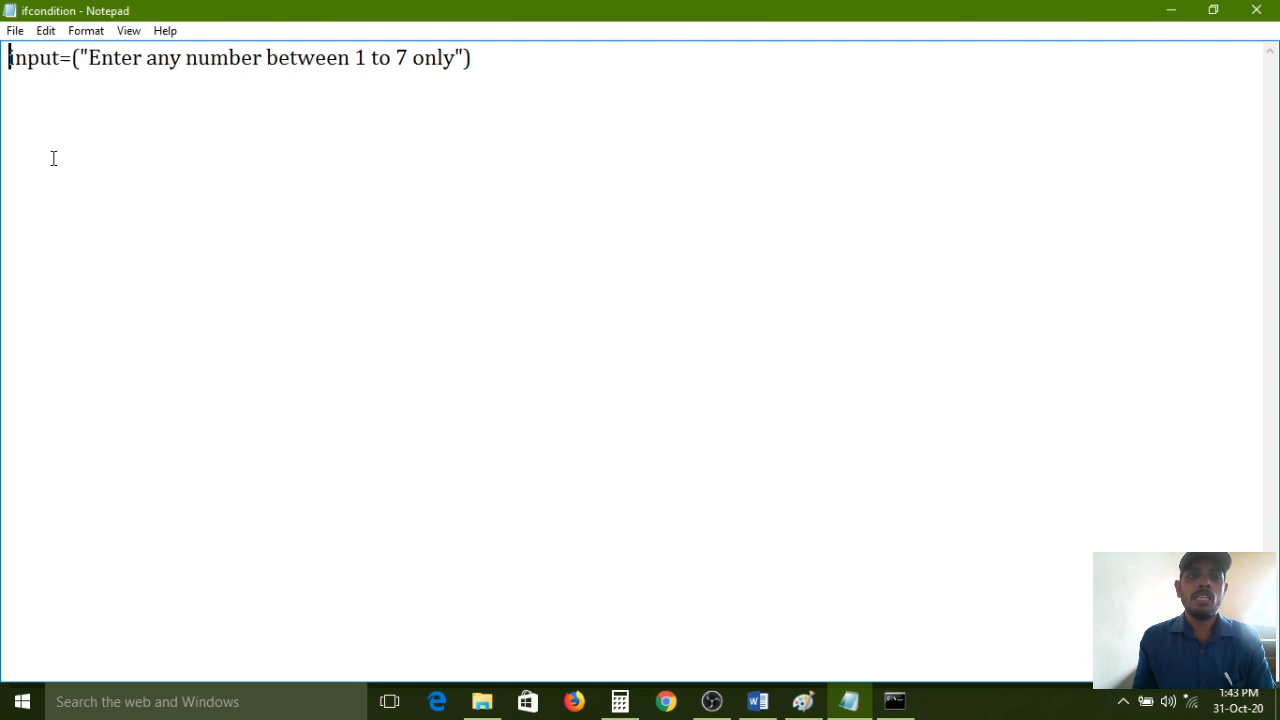 ifcondition - Notepad
File Edit Format View Help
input=("Enter any number between 1 to 7 only")
Search the web and Windows
1:43 PM
31-Oct-20